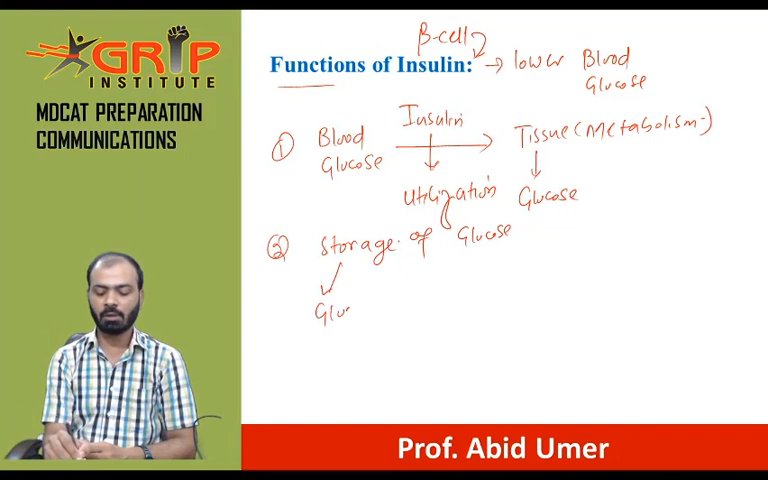 GRIP
INSTITUTE
MDCAT PREPARATION
COMMUNICATIONS
β-cell
Functions of Insulin: → lower Blood
Glucose
① Blood Insulin Tissue (Metabolism)
Glucose
Utilization Glucose
② Storage of Glucose
Glu
Prof. Abid Umer